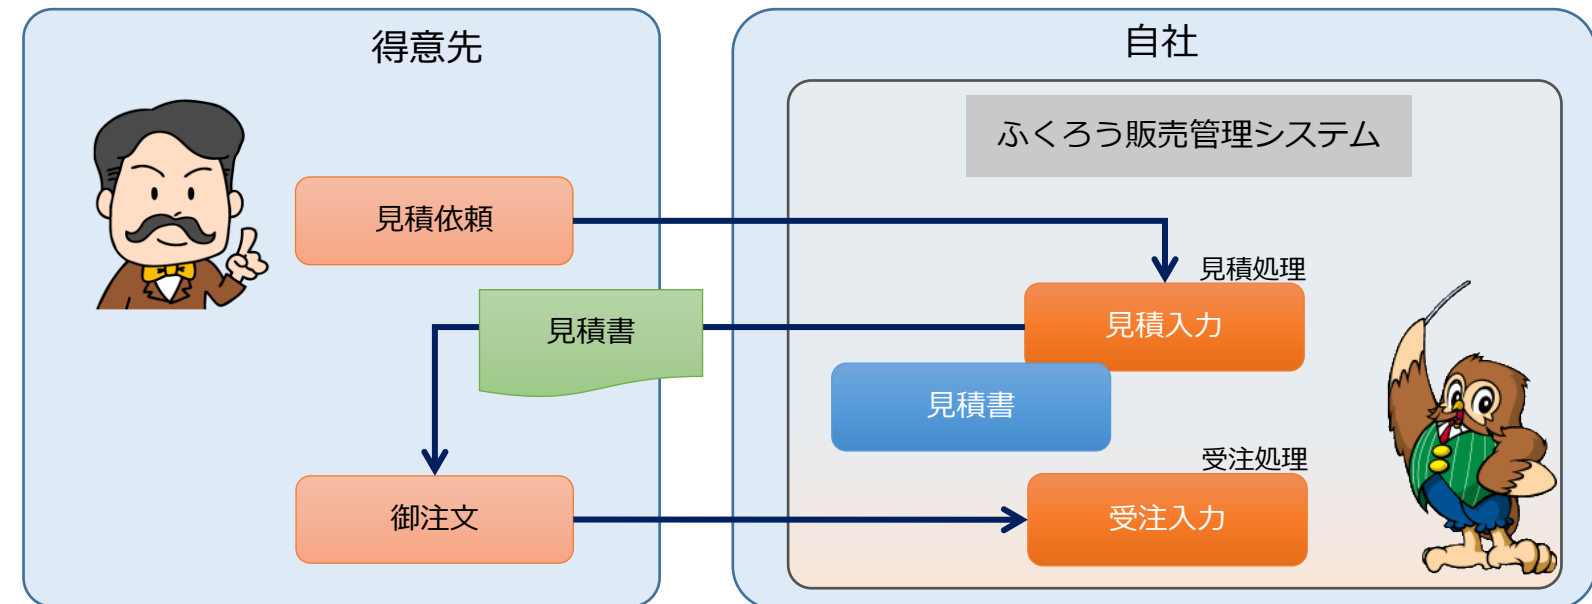 得意先
自社
ふくろう販売管理システム
見積依頼
見積処理
見積書
見積入力
見積書
受注処理
御注文
受注入力